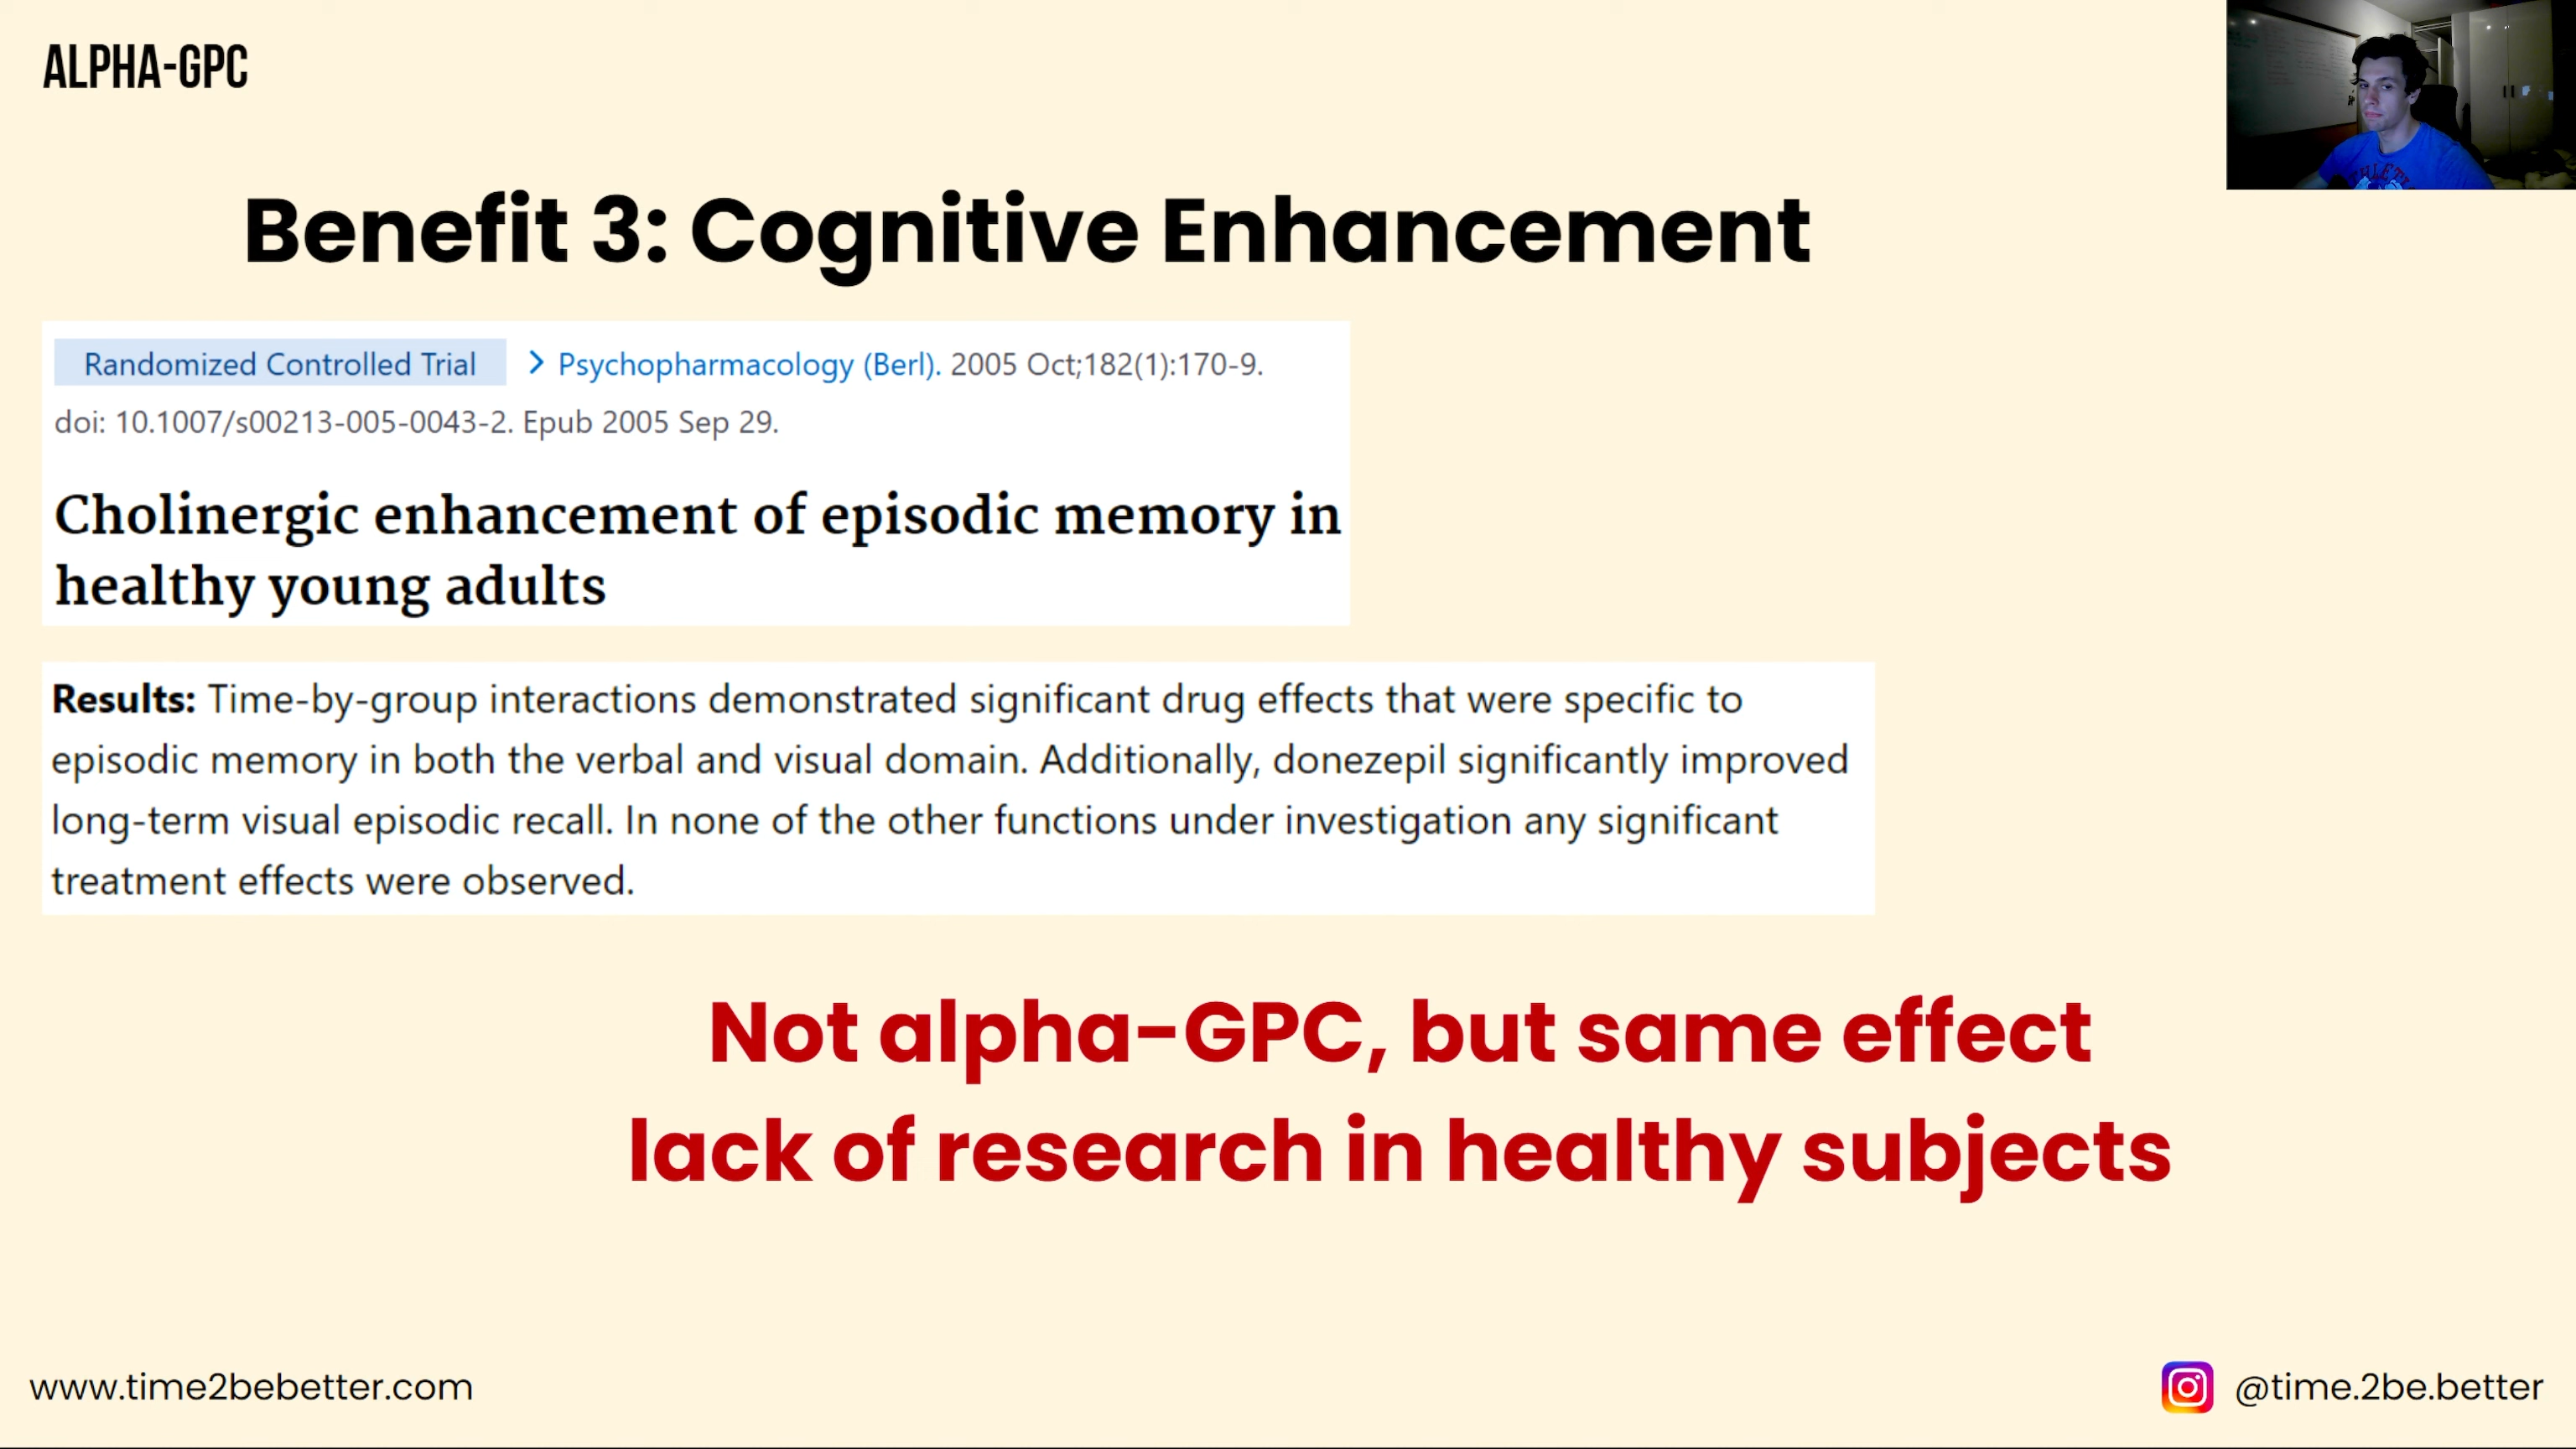 ALPHA-GPC
Benefit 3: Cognitive Enhancement
Randomized Controlled Trial > Psychopharmacology (Berl). 2005 Oct;182(1):170-9.
doi: 10.1007/s00213-005-0043-2. Epub 2005 Sep 29.
Cholinergic enhancement of episodic memory in
healthy young adults
Results: Time-by-group interactions demonstrated significant drug effects that were specific to
episodic memory in both the verbal and visual domain. Additionally, donezepil significantly improved
long-term visual episodic recall. In none of the other functions under investigation any significant
treatment effects were observed.
Not alpha-GPC, but same effect
lack of research in healthy subjects
www.time2bebetter.com
@time.2be.better